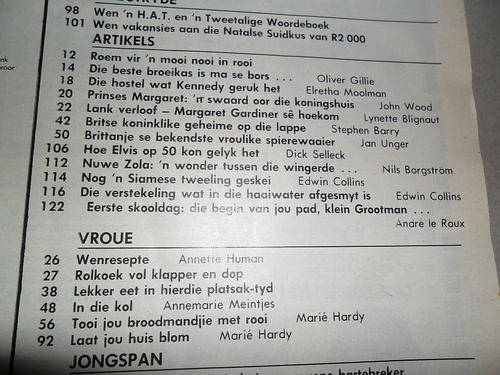 98 Wen 'n H.A.T. en 'n Tweetalige Woordeboek
101 Wen vakansies aan die Natalse Suidkus van R2 000
ARTIKELS
12 Roem vir 'n mooi nooi in rooi
14 Die beste broeikas is ma se bors . . . Oliver Gillie
18 Die hostel wat Kennedy geruk het Elretha Moolman
20 Prinses Margaret: 'n swaard oor die koningshuis John Wood
22 Lank verloof – Margaret Gardiner sê hoekom Lynette Blignaut
42 Britse koninklike geheime op die lappe Stephen Barry
50 Brittanje se bekendste vroulike spierewaaier Jan Unger
106 Hoe Elvis op 50 kon gelyk het Dick Selleck
112 Nuwe Zola: 'n wonder tussen die wingerde . . . Nils Borgström
114 Nog 'n Siamese tweeling geskei Edwin Collins
116 Die verstekeling wat in die haaiwater afgesmyt is Edwin Collins
122 Eerste skooldag: die begin van jou pad, klein Grootman . . .
André le Roux
VROUE
26 Wenresepte Annette Human
27 Rolkoek vol klapper en dop
38 Lekker eet in hierdie platsak-tyd
48 In die kol Annemarie Meintjes
56 Tooi jou broodmandjie met rooi Marié Hardy
92 Laat jou huis blom Marié Hardy
JONGSPAN
hartebreker